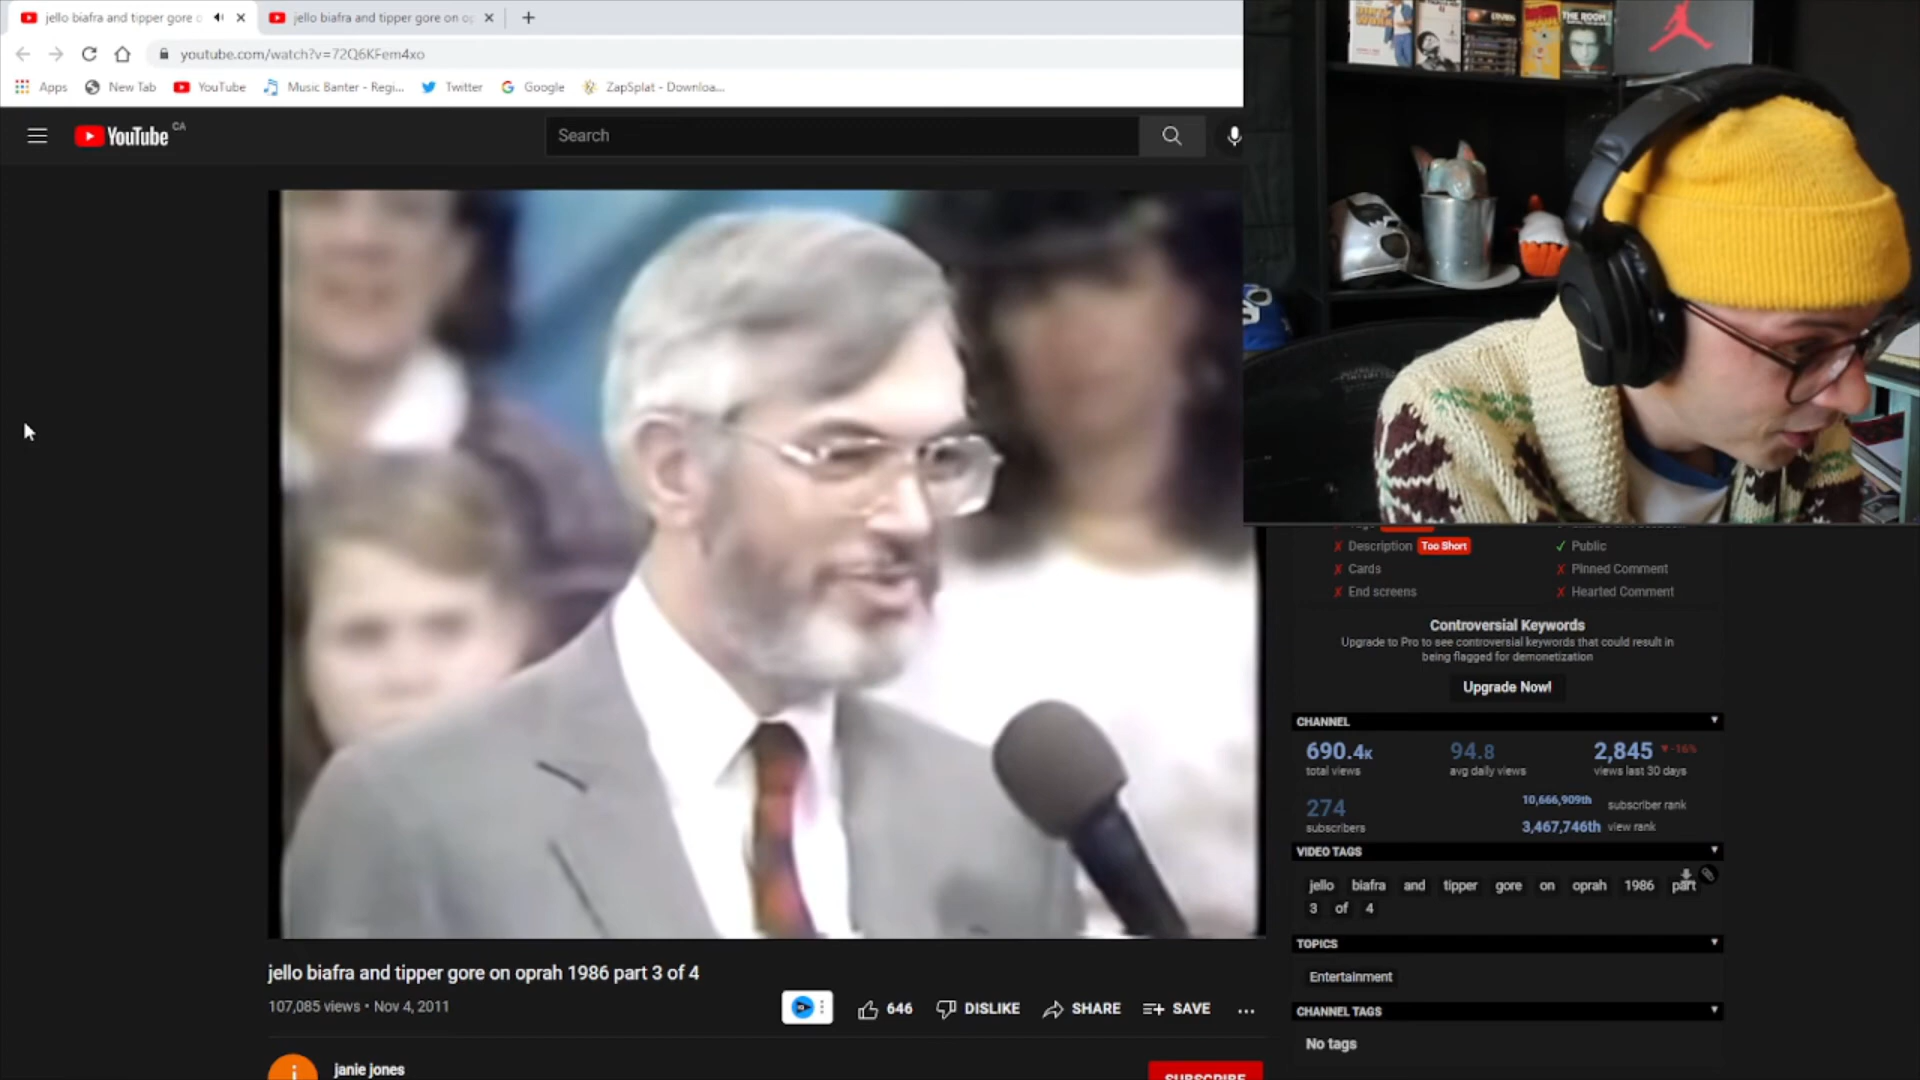 jello biafra and tipper gore o
jello biafra and tipper gore on o
youtube.com/watch?v=72Q6KFem4xo
Apps
New Tab
YouTube
Music Banter - Regi...
Twitter
Google
ZapSplat - Downloa...
YouTube CA
Search
THE ROOM
Description Too Short
Public
Cards
Pinned Comment
End screens
Hearted Comment
Controversial Keywords
Upgrade to Pro to see controversial keywords that could result in
being flagged for demonetization
Upgrade Now!
CHANNEL
690.4K 94.8 2,845 -16%
total views avg daily views views last 30 days
274 10,666,909th subscriber rank
subscribers 3,467,746th view rank
VIDEO TAGS
jello biafra and tipper gore on oprah 1986 part
3 of 4
TOPICS
Entertainment
CHANNEL TAGS
No tags
jello biafra and tipper gore on oprah 1986 part 3 of 4
107,085 views • Nov 4, 2011
646 DISLIKE SHARE SAVE ...
janie jones
SUBSCRIBE